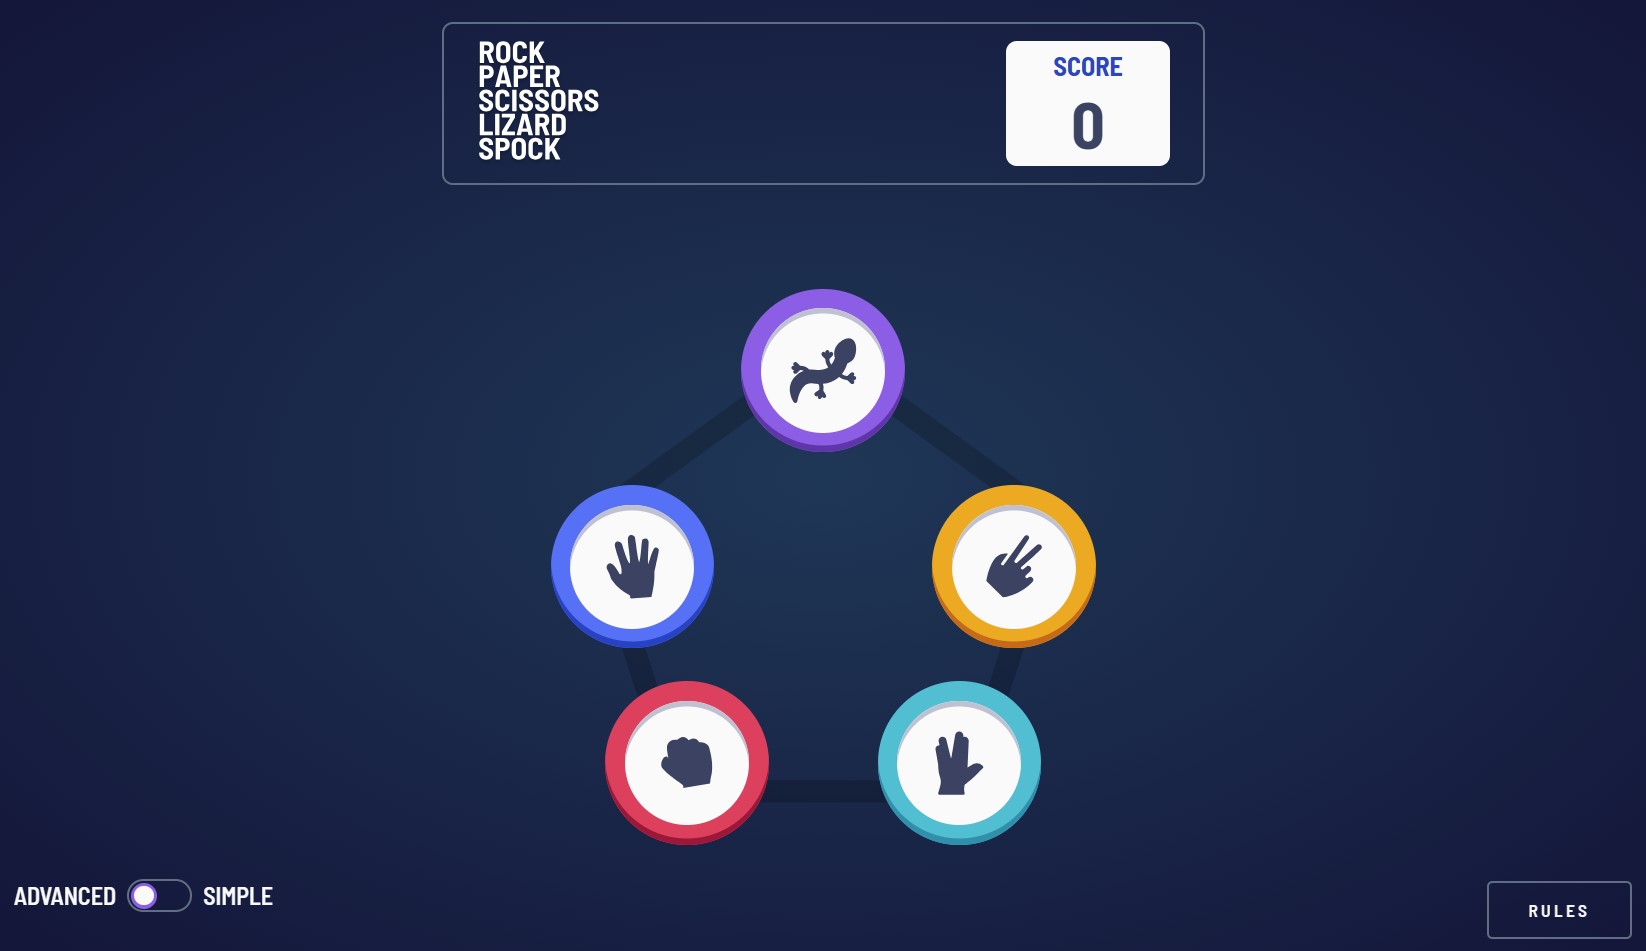 ROCK
PAPER
SCISSORS
LIZARD
SPOCK
SCORE
0
ADVANCED
SIMPLE
RULES